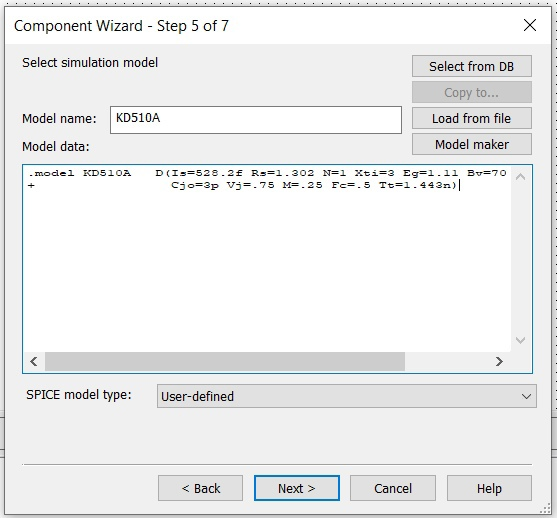 Component Wizard - Step 5 of 7
Select simulation model
Select from DB
Copy to...
Model name:
KD510A
Load from file
Model data:
Model maker
.model KD510A D(Is=528.2f Rs=1.302 N=1 Xti=3 Eg=1.11 Bv=70
+ Cjo=3p Vj=.75 M=.25 Fc=.5 Tt=1.443n)
SPICE model type:
User-defined
< Back
Next >
Cancel
Help